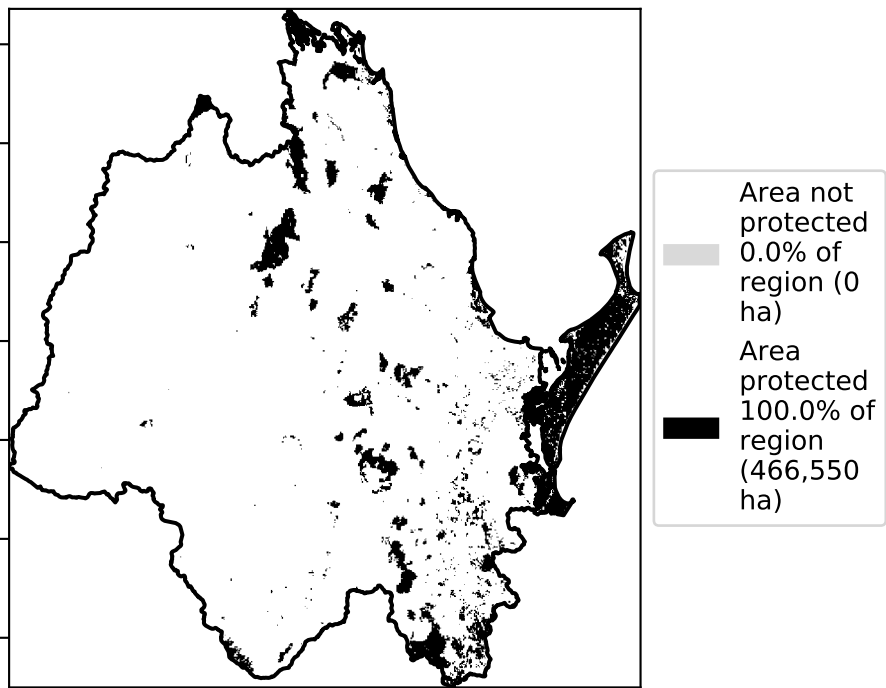 Area not
protected
0.0% of
region (0
ha)
Area
protected
100.0% of
region
(466,550
ha)